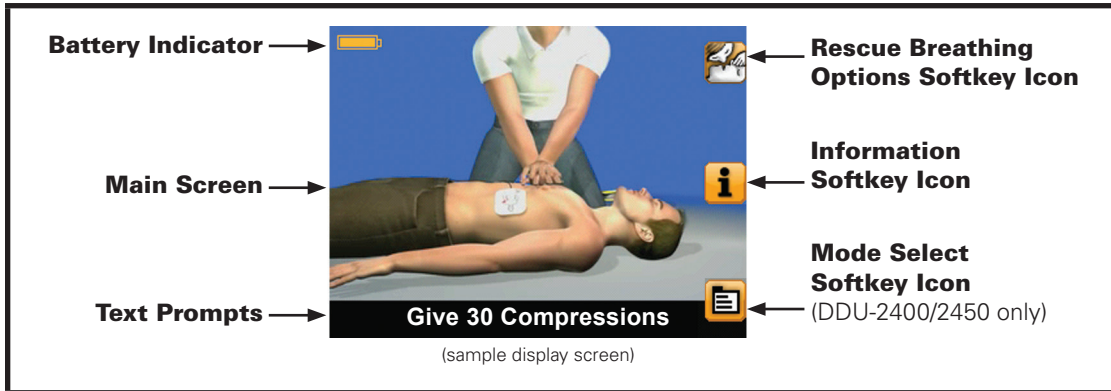 Battery Indicator
Main Screen
Text Prompts
Give 30 Compressions
(sample display screen)
Rescue Breathing
Options Softkey Icon
i
Information
Softkey Icon
Mode Select
Softkey Icon
(DDU-2400/2450 only)